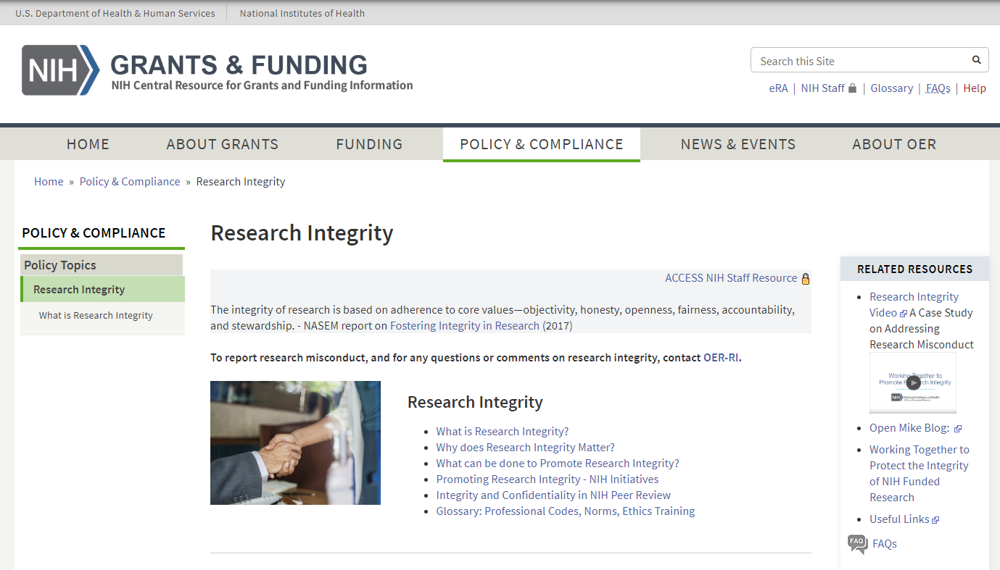 U.S. Department of Health & Human Services
National Institutes of Health
NIH
GRANTS & FUNDING
NIH Central Resource for Grants and Funding Information
Search this Site
eRA | NIH Staff | Glossary | FAQs | Help
HOME
ABOUT GRANTS
FUNDING
POLICY & COMPLIANCE
NEWS & EVENTS
ABOUT OER
Home » Policy & Compliance » Research Integrity
POLICY & COMPLIANCE
Policy Topics
Research Integrity
What is Research Integrity
Research Integrity
ACCESS NIH Staff Resource
The integrity of research is based on adherence to core values—objectivity, honesty, openness, fairness, accountability,
and stewardship. - NASEM report on Fostering Integrity in Research (2017)
To report research misconduct, and for any questions or comments on research integrity, contact OER-RI.
Research Integrity
What is Research Integrity?
Why does Research Integrity Matter?
What can be done to Promote Research Integrity?
Promoting Research Integrity - NIH Initiatives
Integrity and Confidentiality in NIH Peer Review
Glossary: Professional Codes, Norms, Ethics Training
RELATED RESOURCES
Research Integrity
Video A Case Study
on Addressing
Research Misconduct
Working Together to
Promote Research Integrity
NIH National Institutes of Health
Open Mike Blog:
Working Together to
Protect the Integrity
of NIH Funded
Research
Useful Links
FAQ FAQs